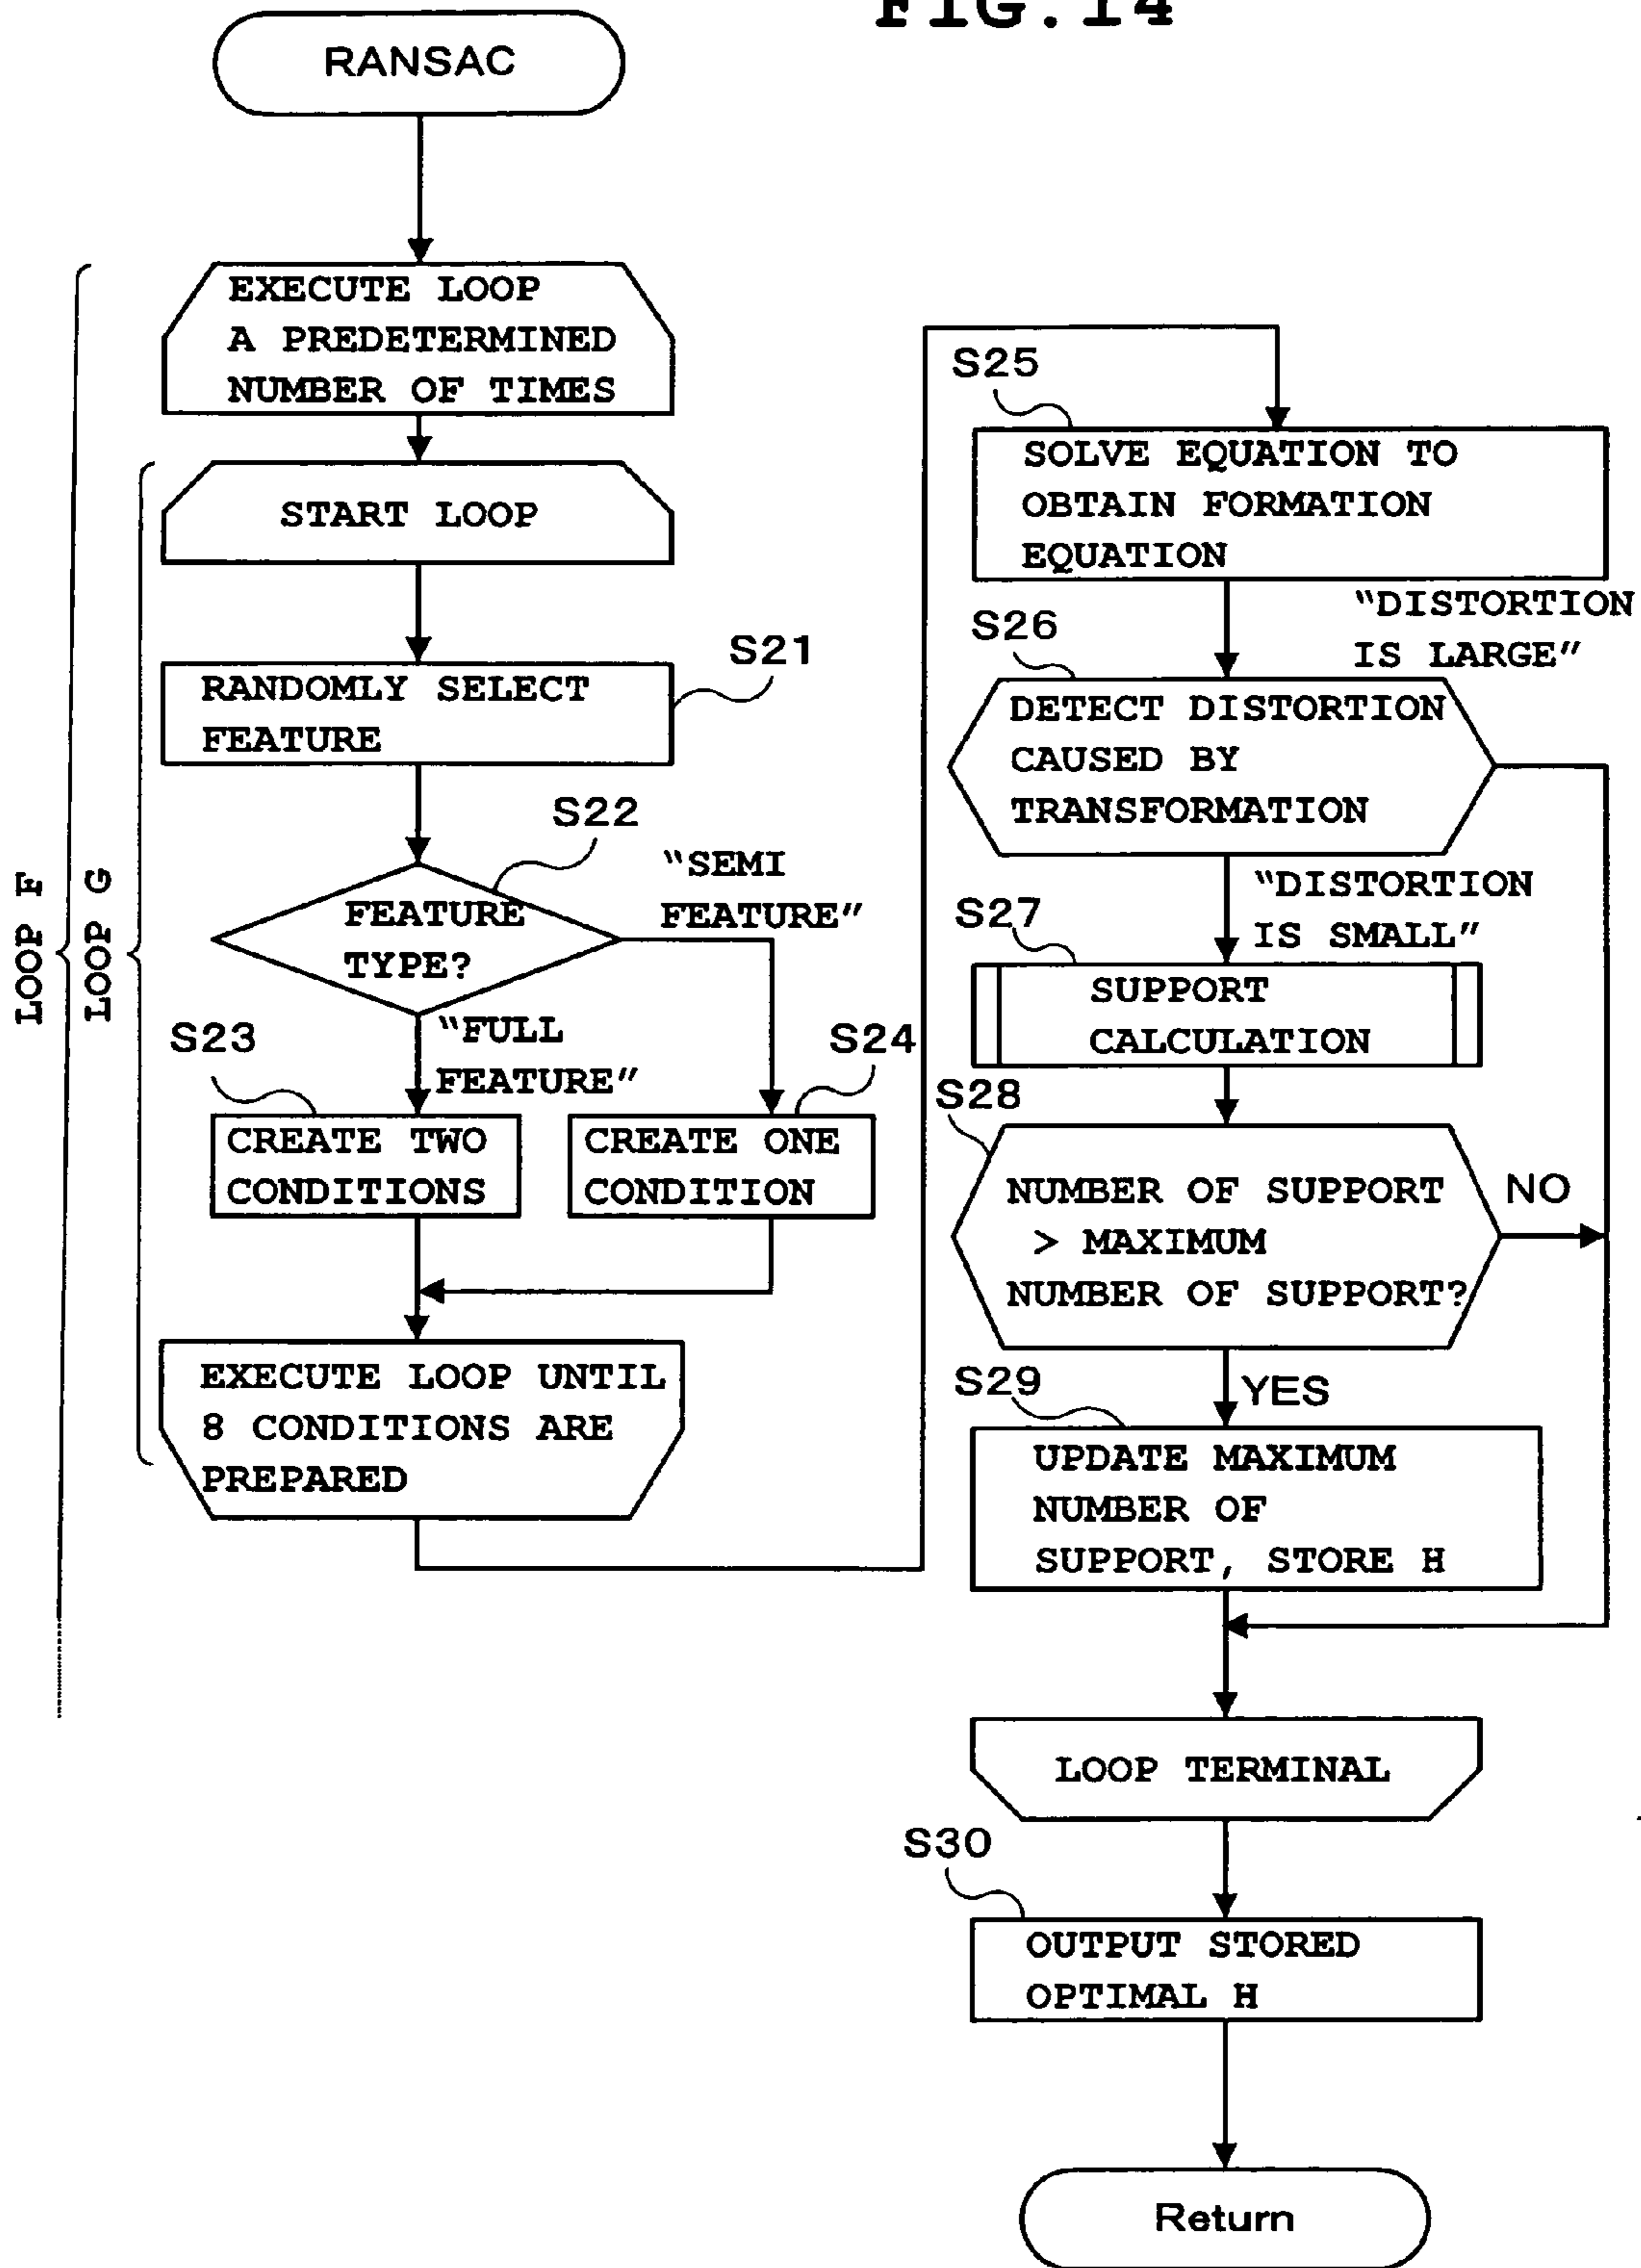 FIG.14
RANSAC
LOOP F
LOOP G
EXECUTE LOOP
A PREDETERMINED
NUMBER OF TIMES
START LOOP
S21
RANDOMLY SELECT
FEATURE
S22
FEATURE
TYPE?
"SEMI
FEATURE"
"FULL
FEATURE"
S23
CREATE TWO
CONDITIONS
S24
CREATE ONE
CONDITION
EXECUTE LOOP UNTIL
8 CONDITIONS ARE
PREPARED
S25
SOLVE EQUATION TO
OBTAIN FORMATION
EQUATION
"DISTORTION
IS LARGE"
S26
DETECT DISTORTION
CAUSED BY
TRANSFORMATION
"DISTORTION
IS SMALL"
S27
SUPPORT
CALCULATION
S28
NUMBER OF SUPPORT
> MAXIMUM
NUMBER OF SUPPORT?
NO
YES
S29
UPDATE MAXIMUM
NUMBER OF
SUPPORT, STORE H
LOOP TERMINAL
S30
OUTPUT STORED
OPTIMAL H
Return